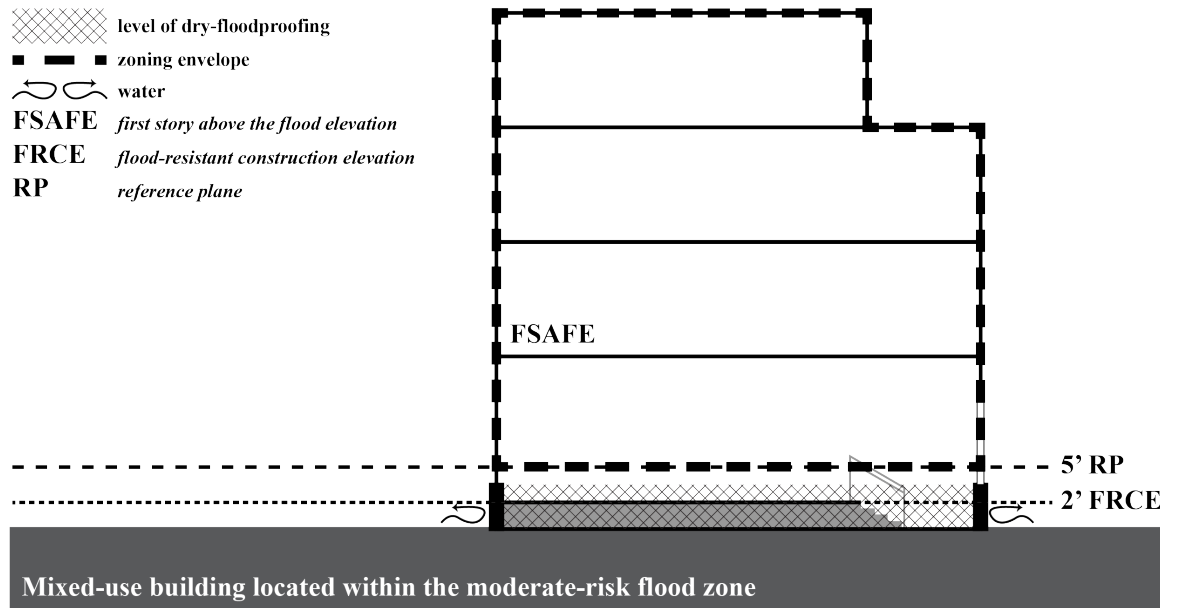 level of dry-floodproofing
zoning envelope
water
FSAFE first story above the flood elevation
FRCE flood-resistant construction elevation
RP reference plane
FSAFE
5’ RP
2’ FRCE
Mixed-use building located within the moderate-risk flood zone